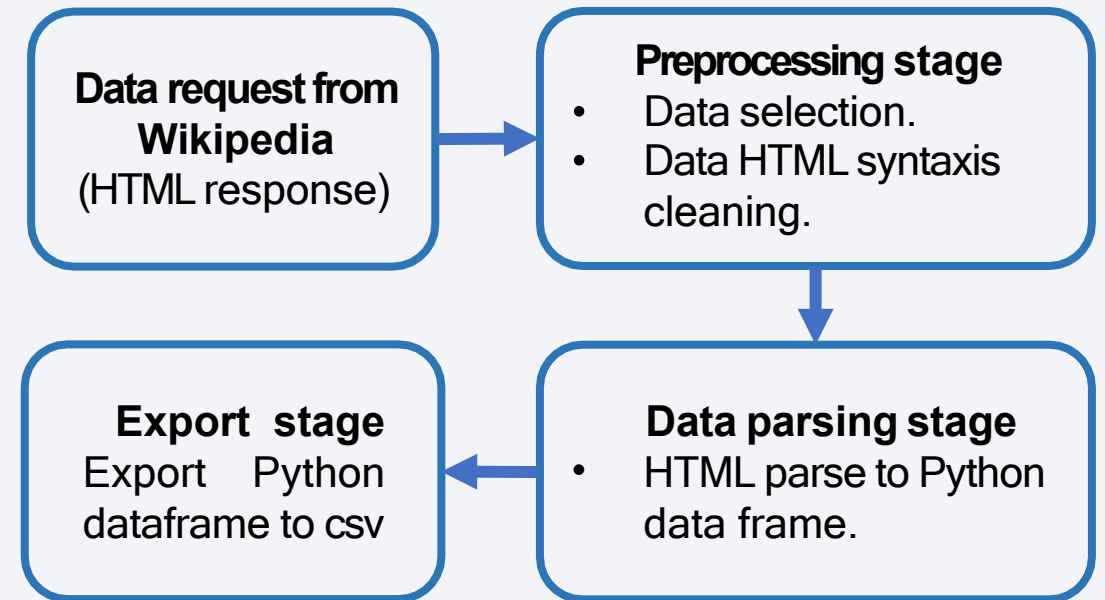 Data request from
Wikipedia
(HTML response)
Preprocessing stage
• Data selection.
• Data HTML syntaxis
cleaning.
Export stage
Export Python
dataframe to csv
Data parsing stage
• HTML parse to Python
data frame.